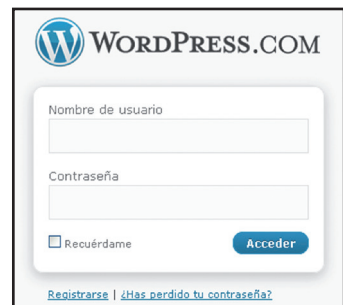 WORDPRESS.COM
Nombre de usuario
Contraseña
Recuérdame
Acceder
Registrarse | ¿Has perdido tu contraseña?